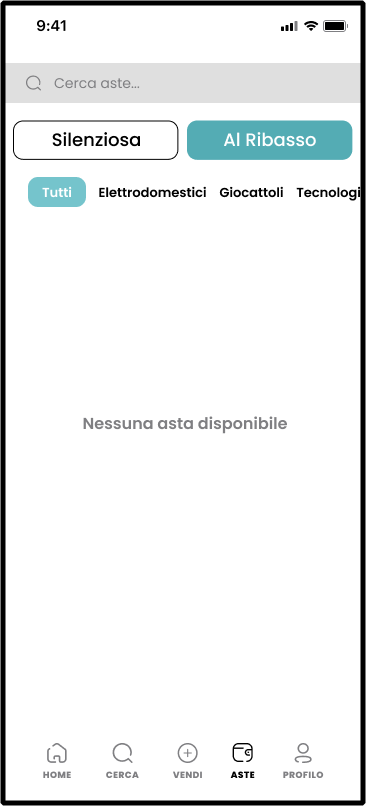 9:41
Cerca aste...
Silenziosa Al Ribasso
Tutti Elettrodomestici Giocattoli Tecnologi
Nessuna asta disponibile
HOME CERCA VENDI ASTE PROFILO